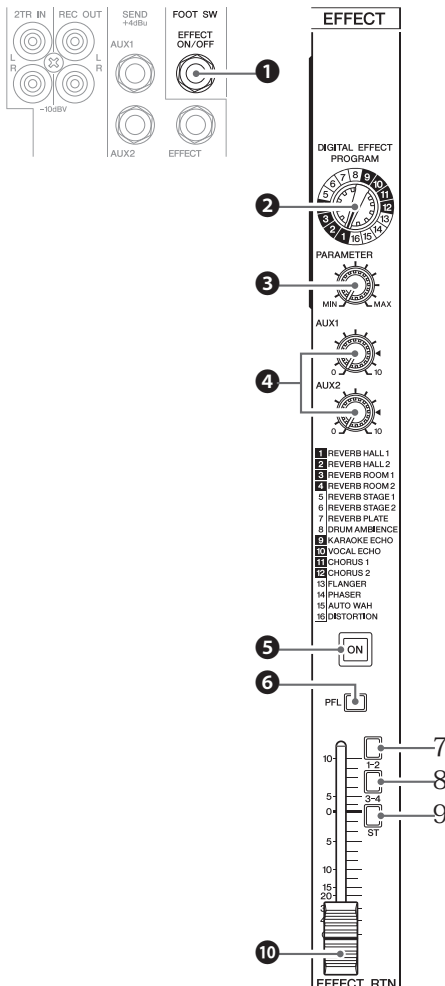 2TR IN REC OUT
SEND
+4dBu
FOOT SW
AUX1
EFFECT
ON/OFF
L
R
L
R
-10dBV
AUX2
EFFECT
1
EFFECT
DIGITAL EFFECT
PROGRAM
1 2 3 5 6 7 8 9 10 11 12 13 14 15 16
2
PARAMETER
3
MIN MAX
AUX1
0 10
4
AUX2
0 10
1 REVERB HALL 1
2 REVERB HALL 2
3 REVERB ROOM 1
4 REVERB ROOM 2
5 REVERB STAGE 1
6 REVERB STAGE 2
7 REVERB PLATE
8 DRUM AMBIENCE
9 KARAOKE ECHO
10 VOCAL ECHO
11 CHORUS 1
12 CHORUS 2
13 FLANGER
14 PHASER
15 AUTO WAH
16 DISTORTION
5 ON
6 PFL
7
1-2
8
3-4
9
ST
10
5
0
5
10
15
20
10
EFFECT RTN